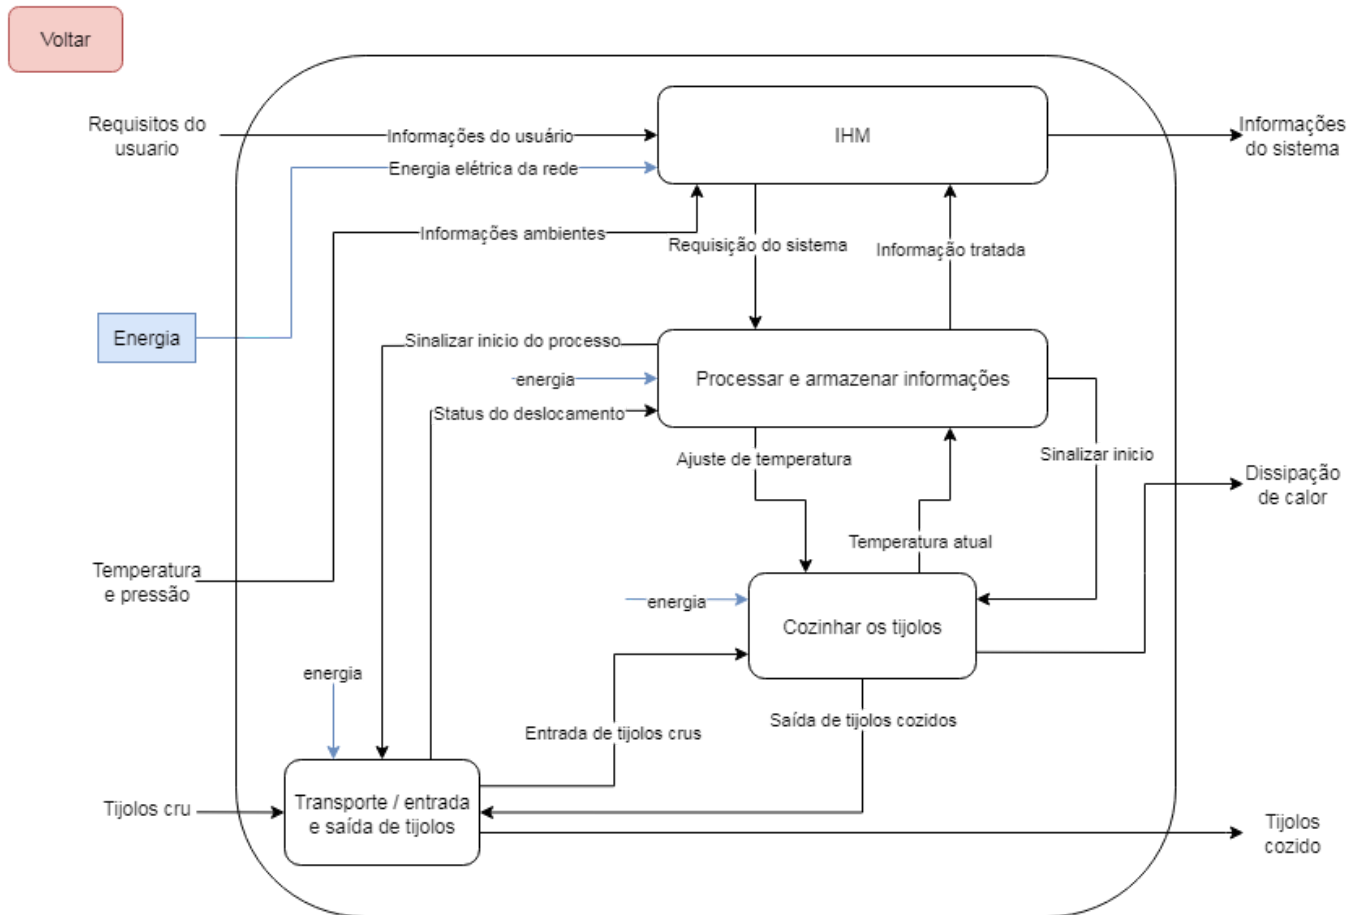 Voltar
Requisitos do
usuario
Informações do usuário
IHM
Informações
do sistema
Energia elétrica da rede
Informações ambientes
Requisição do sistema
Informação tratada
Energia
Sinalizar inicio do processo
energia
Processar e armazenar informações
Status do deslocamento
Ajuste de temperatura
Sinalizar inicio
Dissipação
de calor
Temperatura atual
Temperatura
e pressão
energia
Cozinhar os tijolos
energia
Saída de tijolos cozidos
Entrada de tijolos crus
Tijolos cru
Transporte / entrada
e saída de tijolos
Tijolos
cozido